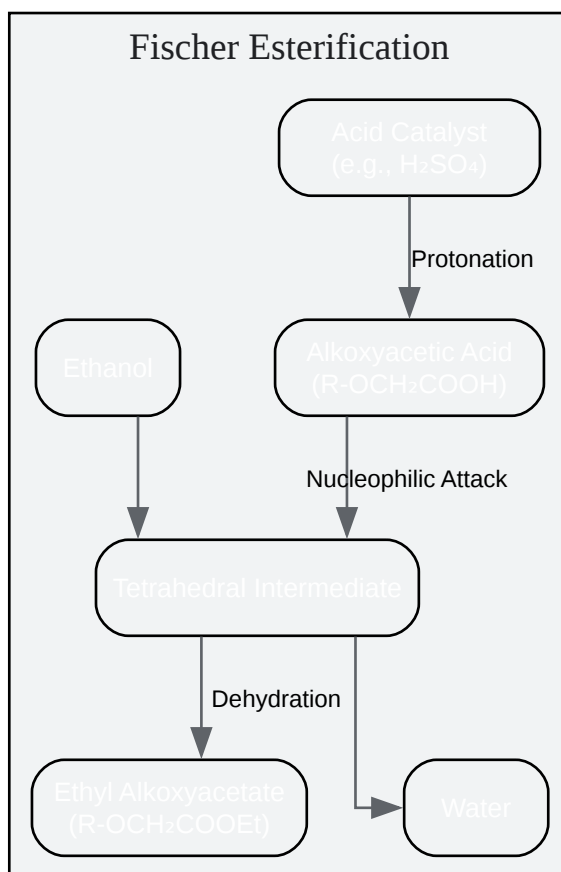 Fischer Esterification
Acid Catalyst
(e.g., H₂SO₄)
Protonation
Ethanol
Alkoxyacetic Acid
(R-OCH₂COOH)
Nucleophilic Attack
Tetrahedral Intermediate
Dehydration
Ethyl Alkoxyacetate
(R-OCH₂COOEt)
Water